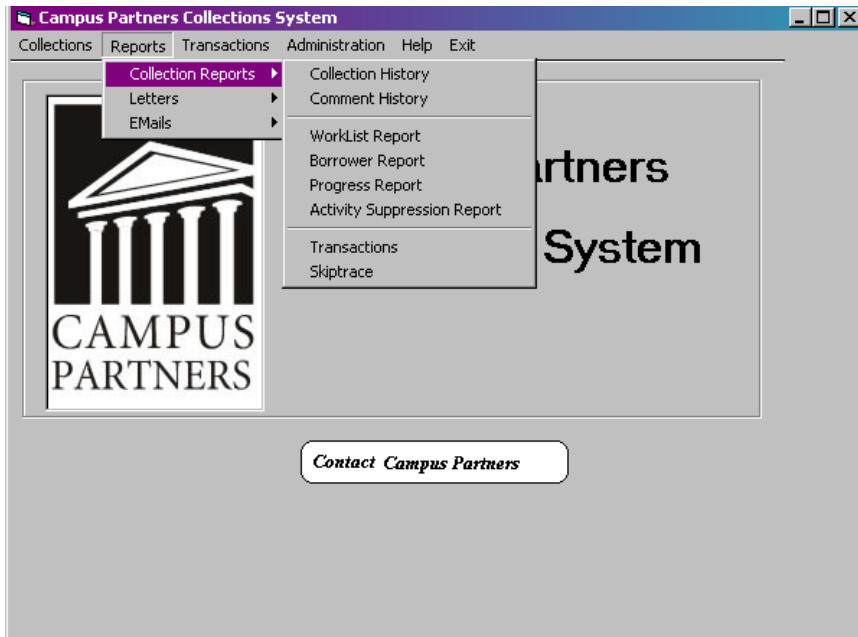 Campus Partners Collections System
Collections Reports Transactions Administration Help Exit
Collection Reports
Letters
EMails
Collection History
Comment History
WorkList Report
Borrower Report
Progress Report
Activity Suppression Report
Transactions
Skiptrace
CAMPUS
PARTNERS
System
Contact Campus Partners